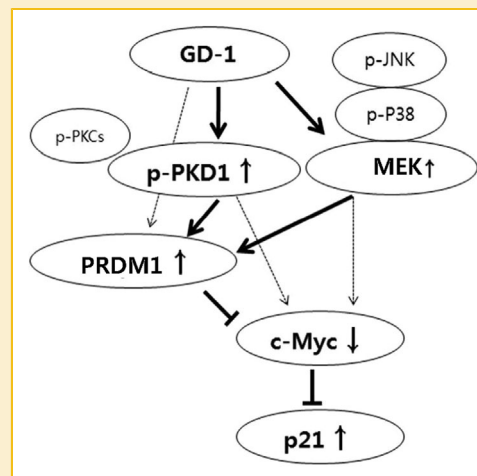 GD-1
p-JNK
p-P38
p-PKCs
p-PKD1 ↑
MEK↑
PRDM1 ↑
c-Myc ↓
p21 ↑